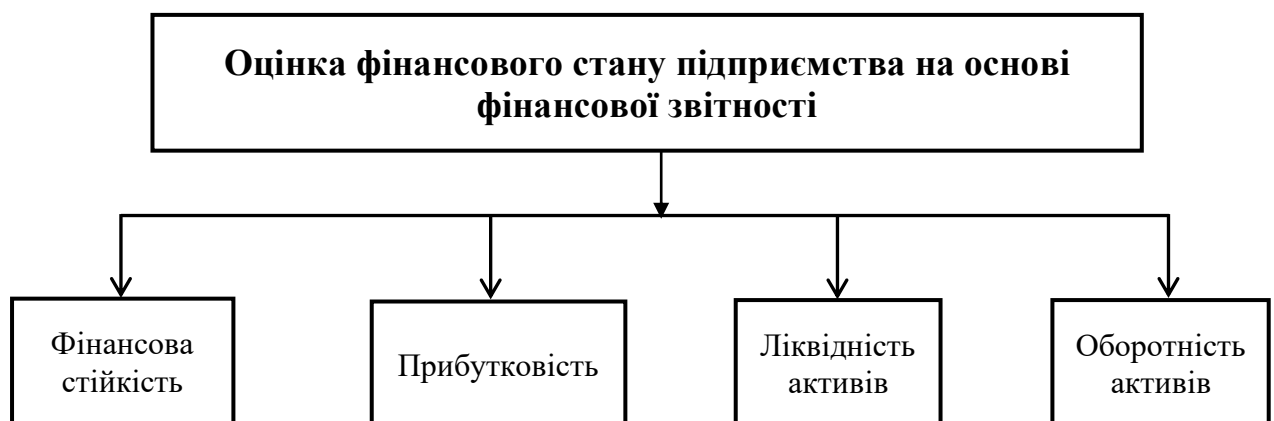 Оцінка фінансового стану підприємства на основі
фінансової звітності
Фінансова
стійкість
Прибутковість
Ліквідність
активів
Оборотність
активів